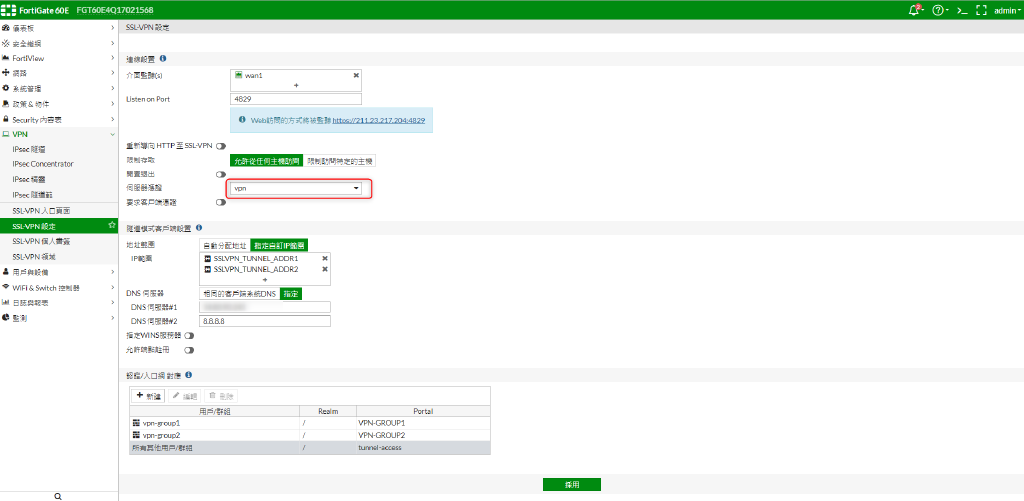 FortiGate 60E FGT60E4Q17021568
2
admin
儀表板
安全織網
FortiView
網路
系統管理
政策 & 物件
Security 內容表
VPN
IPsec 隧道
IPsec Concentrator
IPsec 精靈
IPsec 隧道範
SSL-VPN 入口頁面
SSL-VPN 設定
SSL-VPN 個人書籤
SSL-VPN 領域
用戶與設備
WiFi & Switch 控制器
日誌與報表
監測
SSL-VPN 設定
連線設置
介面監聽(s) wan1
+
Listen on Port 4829
Web訪問的方式將被監聽 https://211.23.217.204:4829
重新導向 HTTP 至 SSL-VPN
限制存取 允許從任何主機訪問 限制訪問特定的主機
閒置退出
伺服器憑證 vpn
要求客戶端憑證
隧道模式客戶端設置
地址範圍 自動分配地址 指定自訂IP範圍
IP範圍 SSLVPN_TUNNEL_ADDR1
SSLVPN_TUNNEL_ADDR2
+
DNS 伺服器 相同的客戶端系統DNS 指定
DNS 伺服器#1
DNS 伺服器#2 8.8.8.8
指定WINS服務器
允許端點註冊
認證/入口網 對應
+ 新建 編輯 刪除
用戶/群組 Realm Portal
vpn-group1 / VPN-GROUP1
vpn-group2 / VPN-GROUP2
所有其他用戶/群組 / tunnel-access
採用